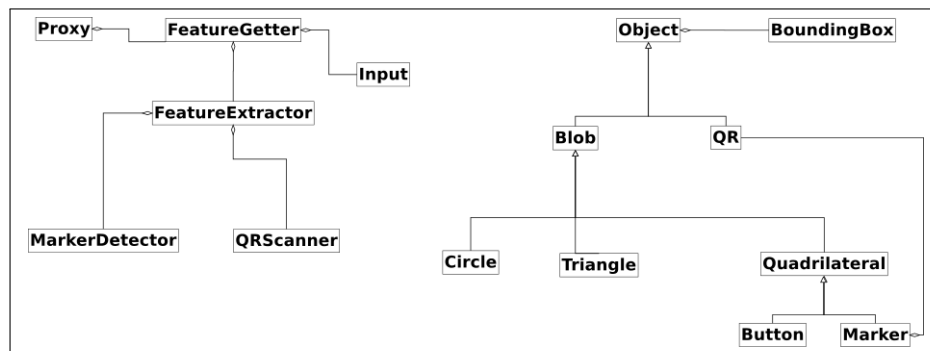 Proxy
FeatureGetter
Input
FeatureExtractor
MarkerDetector
QRScanner
Object
BoundingBox
Blob
QR
Circle
Triangle
Quadrilateral
Button
Marker